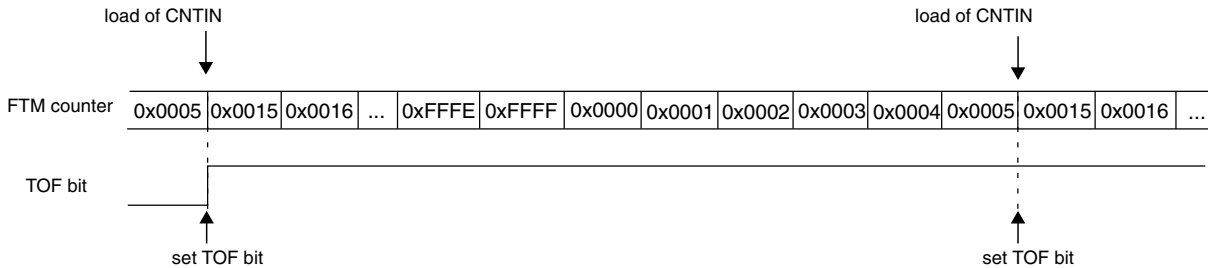 load of CNTIN load of CNTIN
FTM counter 0x0005 0x0015 0x0016 ... 0xFFFE 0xFFFF 0x0000 0x0001 0x0002 0x0003 0x0004 0x0005 0x0015 0x0016 ...
TOF bit
set TOF bit set TOF bit